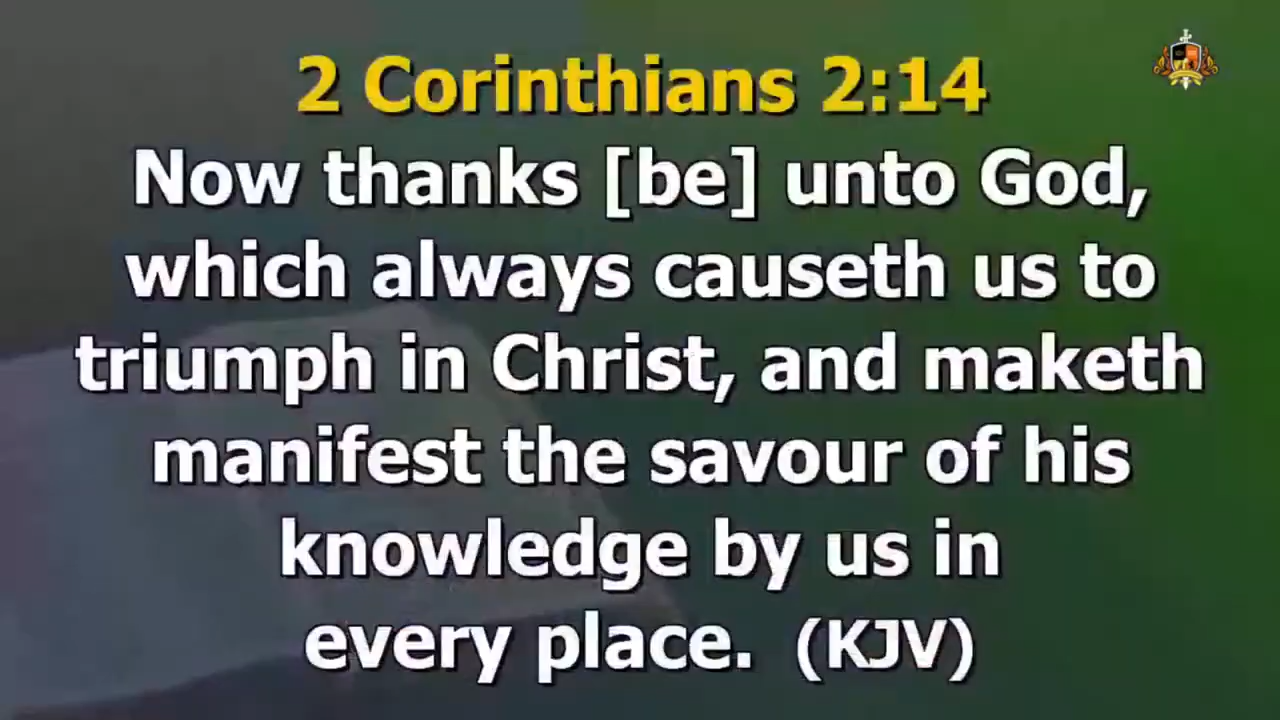 2 Corinthians 2:14
Now thanks [be] unto God,
which always causeth us to
triumph in Christ, and maketh
manifest the savour of his
knowledge by us in
every place. (KJV)